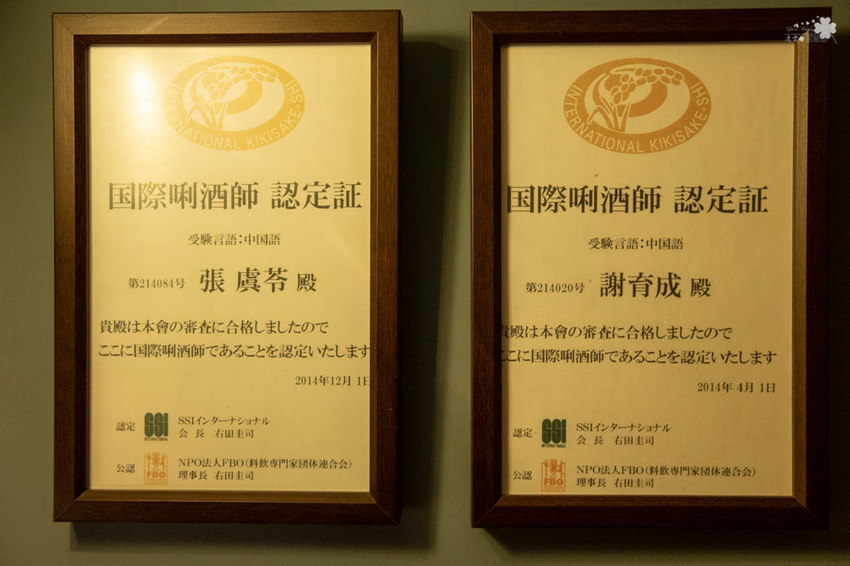 INTERNATIONAL KIKISAKE-SHI
国際唎酒師 認定証
受験言語:中国語
第214084号 張 虞苓 殿
貴殿は本會の審査に合格しましたので
ここに国際唎酒師であることを認定いたします
2014年12月 1日
認定 SSI INTERNATIONAL SSIインターナショナル
会 長 右田圭司
公認 FBO NPO法人FBO(料飲専門家団体連合会)
理事長 右田圭司
INTERNATIONAL KIKISAKE-SHI
国際唎酒師 認定証
受験言語:中国語
第214020号 謝育成 殿
貴殿は本會の審査に合格しましたので
ここに国際唎酒師であることを認定いたします
2014年 4月 1日
認定 SSI INTERNATIONAL SSIインターナショナル
会 長 右田圭司
公認 FBO NPO法人FBO(料飲専門家団体連合会)
理事長 右田圭司